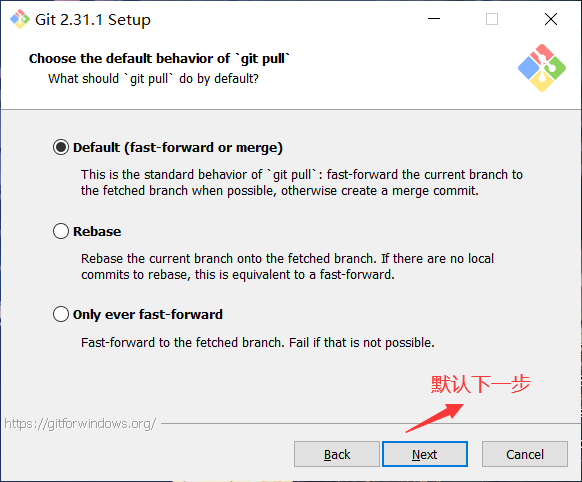 Git 2.31.1 Setup
Choose the default behavior of `git pull`
What should `git pull` do by default?
Default (fast-forward or merge)
This is the standard behavior of `git pull`: fast-forward the current branch to
the fetched branch when possible, otherwise create a merge commit.
Rebase
Rebase the current branch onto the fetched branch. If there are no local
commits to rebase, this is equivalent to a fast-forward.
Only ever fast-forward
Fast-forward to the fetched branch. Fail if that is not possible.
默认下一步
https://gitforwindows.org/
Back Next Cancel